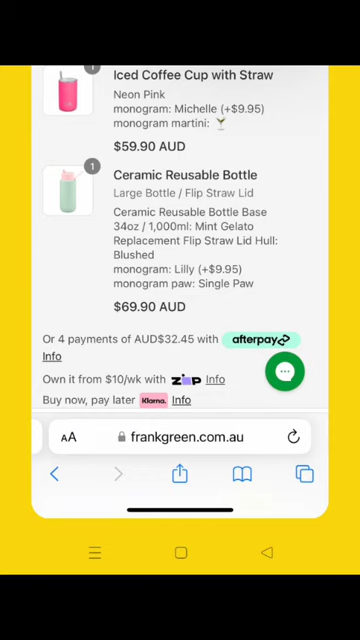 1
Iced Coffee Cup with Straw
Neon Pink
monogram: Michelle (+$9.95)
monogram martini: 🍸
$59.90 AUD
1
Ceramic Reusable Bottle
Large Bottle / Flip Straw Lid
Ceramic Reusable Bottle Base
34oz / 1,000ml: Mint Gelato
Replacement Flip Straw Lid Hull:
Blushed
monogram: Lilly (+$9.95)
monogram paw: Single Paw
$69.90 AUD
Or 4 payments of AUD$32.45 with afterpay
Info
Own it from $10/wk with zip Info
Buy now, pay later Klarna. Info
AA frankgreen.com.au